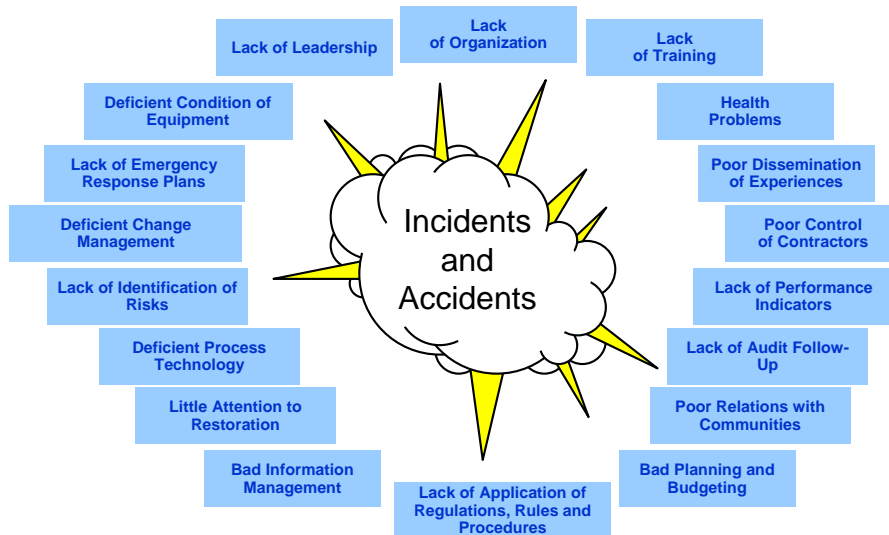 Lack
of Organization
Lack of Leadership
Lack
of Training
Deficient Condition of
Equipment
Health
Problems
Lack of Emergency
Response Plans
Poor Dissemination
of Experiences
Deficient Change
Management
Incidents
and
Accidents
Poor Control
of Contractors
Lack of Identification of
Risks
Lack of Performance
Indicators
Deficient Process
Technology
Lack of Audit Follow-
Up
Little Attention to
Restoration
Poor Relations with
Communities
Bad Information
Management
Lack of Application of
Regulations, Rules and
Procedures
Bad Planning and
Budgeting